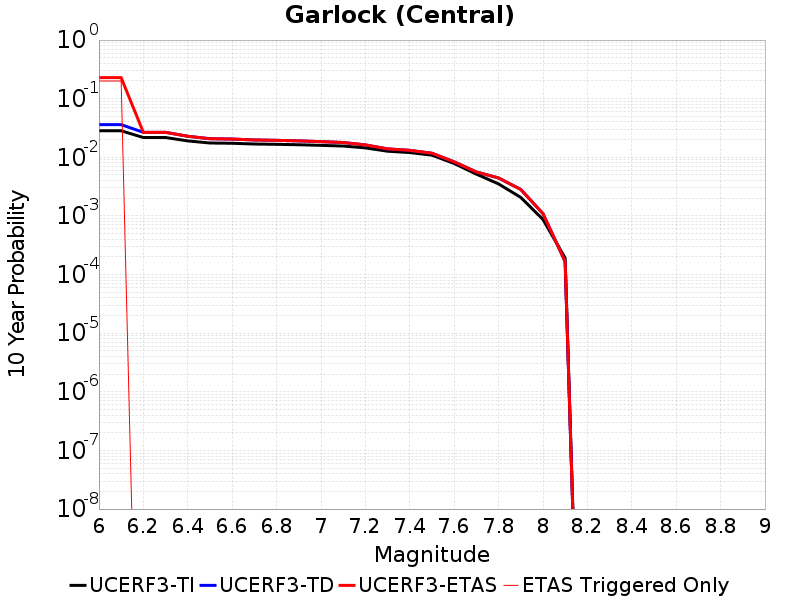 Garlock (Central)
10^0
10^-1
10^-2
10^-3
10^-4
10^-5
10^-6
10^-7
10^-8
10 Year Probability
6 6.2 6.4 6.6 6.8 7 7.2 7.4 7.6 7.8 8 8.2 8.4 8.6 8.8 9
Magnitude
UCERF3-TI UCERF3-TD UCERF3-ETAS ETAS Triggered Only